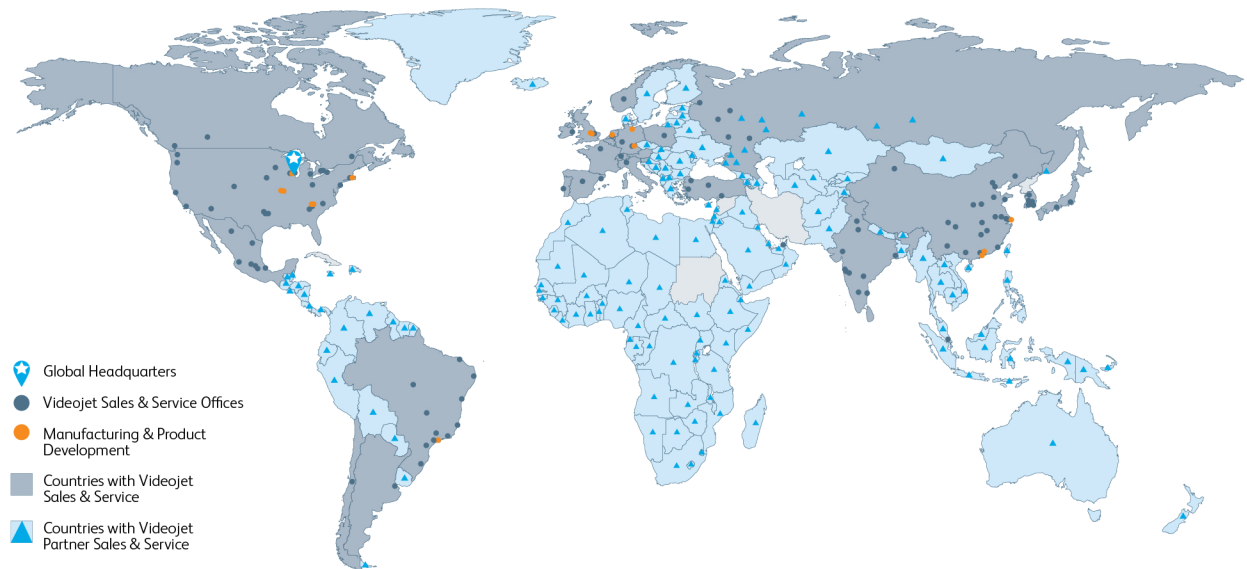 Global Headquarters
Videojet Sales & Service Offices
Manufacturing & Product
Development
Countries with Videojet
Sales & Service
Countries with Videojet
Partner Sales & Service